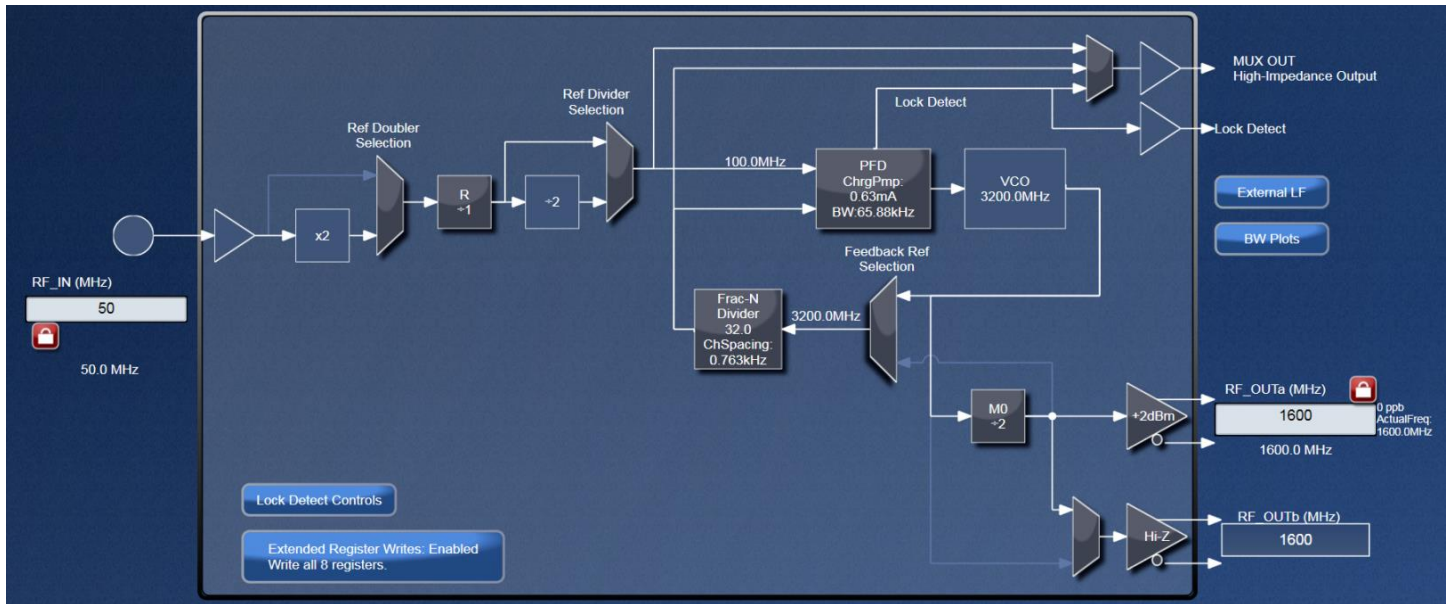 MUX OUT
High-Impedance Output
Ref Divider
Selection
Lock Detect
Ref Doubler
Selection
Lock Detect
100.0MHz
PFD
ChrgPmp:
0.63mA
BW:65.88kHz
VCO
3200.0MHz
External LF
R
÷1
÷2
x2
BW Plots
Feedback Ref
Selection
RF_IN (MHz)
50
50.0 MHz
Frac-N
Divider
32.0
ChSpacing:
0.763kHz
3200.0MHz
M0
÷2
+2dBm
RF_OUTa (MHz)
1600
0 ppb
ActualFreq:
1600.0MHz
1600.0 MHz
Lock Detect Controls
Extended Register Writes: Enabled
Write all 8 registers.
Hi-Z
RF_OUTb (MHz)
1600